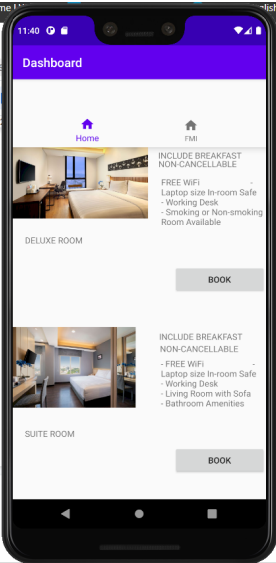 11:40
Dashboard
Home
FMI
INCLUDE BREAKFAST
NON-CANCELLABLE
FREE WiFi -
Laptop size In-room Safe
- Working Desk
- Smoking or Non-smoking
Room Available
DELUXE ROOM
BOOK
INCLUDE BREAKFAST
NON-CANCELLABLE
- FREE WiFi -
Laptop size In-room Safe
- Working Desk
- Living Room with Sofa
- Bathroom Amenities
SUITE ROOM
BOOK